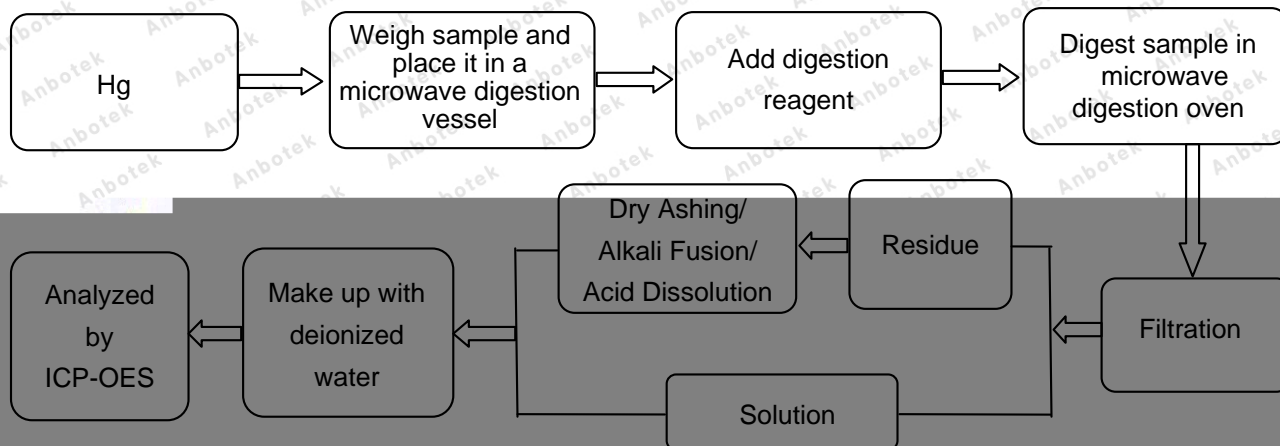 Hg
Weigh sample and
place it in a
microwave digestion
vessel
Add digestion
reagent
Digest sample in
microwave
digestion oven
Filtration
Residue
Dry Ashing/
Alkali Fusion/
Acid Dissolution
Solution
Make up with
deionized
water
Analyzed
by
ICP-OES
Anbotek